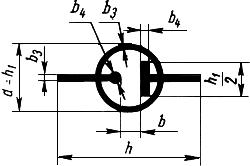 b₄ b₃
b₄
b₃
d = h₁
h₁
2
b
h